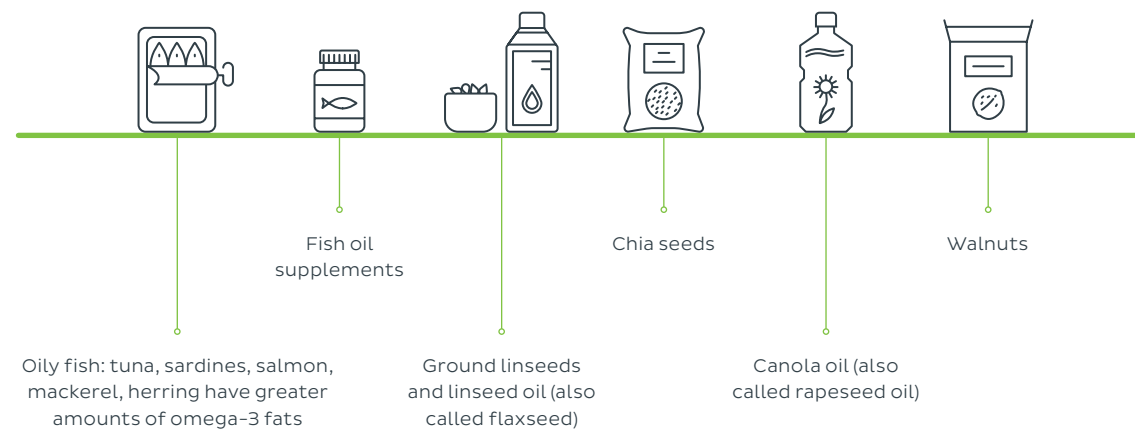 Fish oil
supplements
Chia seeds
Walnuts
Oily fish: tuna, sardines, salmon,
mackerel, herring have greater
amounts of omega-3 fats
Ground linseeds
and linseed oil (also
called flaxseed)
Canola oil (also
called rapeseed oil)